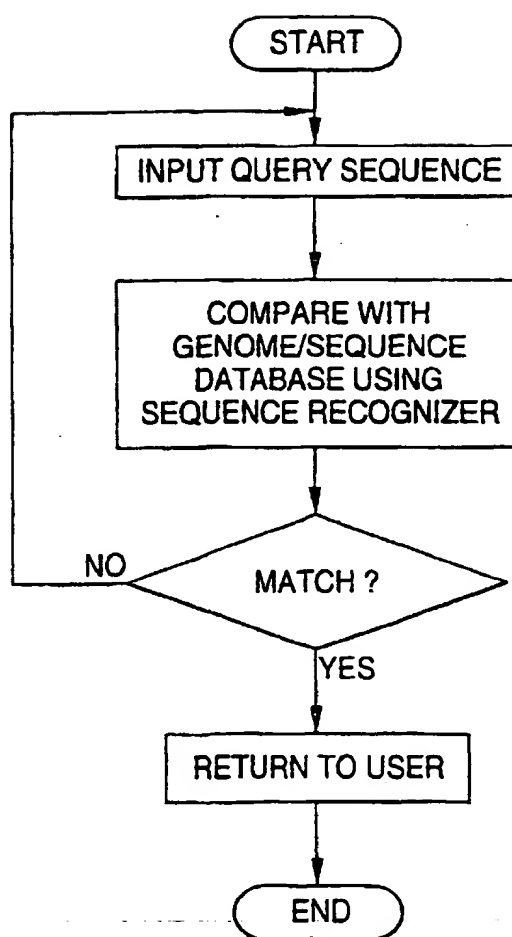 START
INPUT QUERY SEQUENCE
COMPARE WITH
GENOME/SEQUENCE
DATABASE USING
SEQUENCE RECOGNIZER
MATCH ?
NO
YES
RETURN TO USER
END